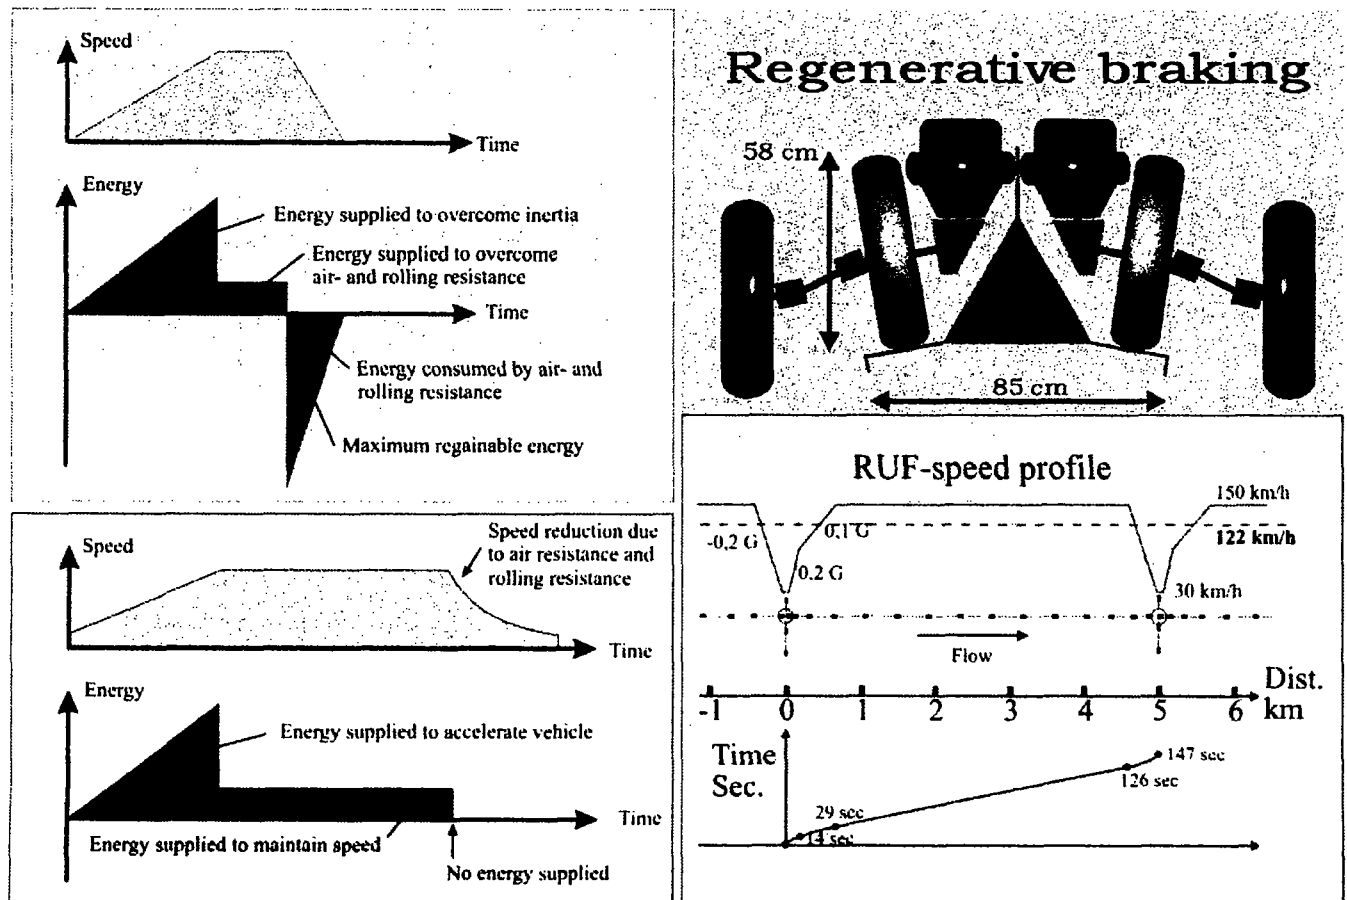 Speed
Time
Energy
Energy supplied to overcome inertia
Energy supplied to overcome
air- and rolling resistance
Time
Energy consumed by air- and
rolling resistance
Maximum regainable energy
Regenerative braking
58 cm
85 cm
Speed
Speed reduction due
to air resistance and
rolling resistance
Time
Energy
Energy supplied to accelerate vehicle
Time
Energy supplied to maintain speed
No energy supplied
RUF-speed profile
150 km/h
-0,2 G
0,1 G
122 km/h
0,2 G
30 km/h
Flow
Dist.
km
-1 0 1 2 3 4 5 6
Time
Sec.
147 sec
126 sec
29 sec
14 sec